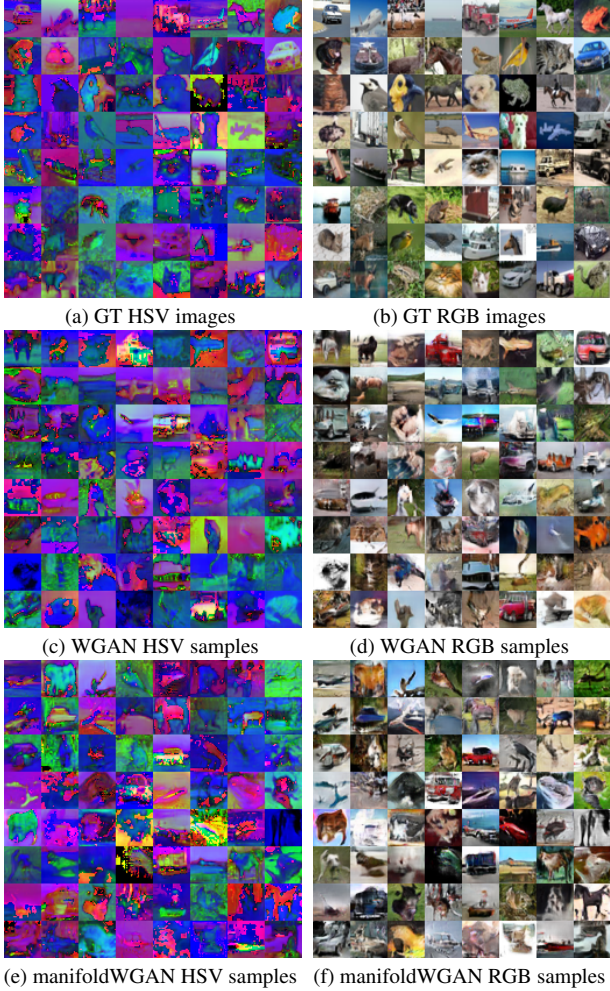 (a) GT HSV images
(b) GT RGB images
(c) WGAN HSV samples
(d) WGAN RGB samples
(e) manifoldWGAN HSV samples
(f) manifoldWGAN RGB samples